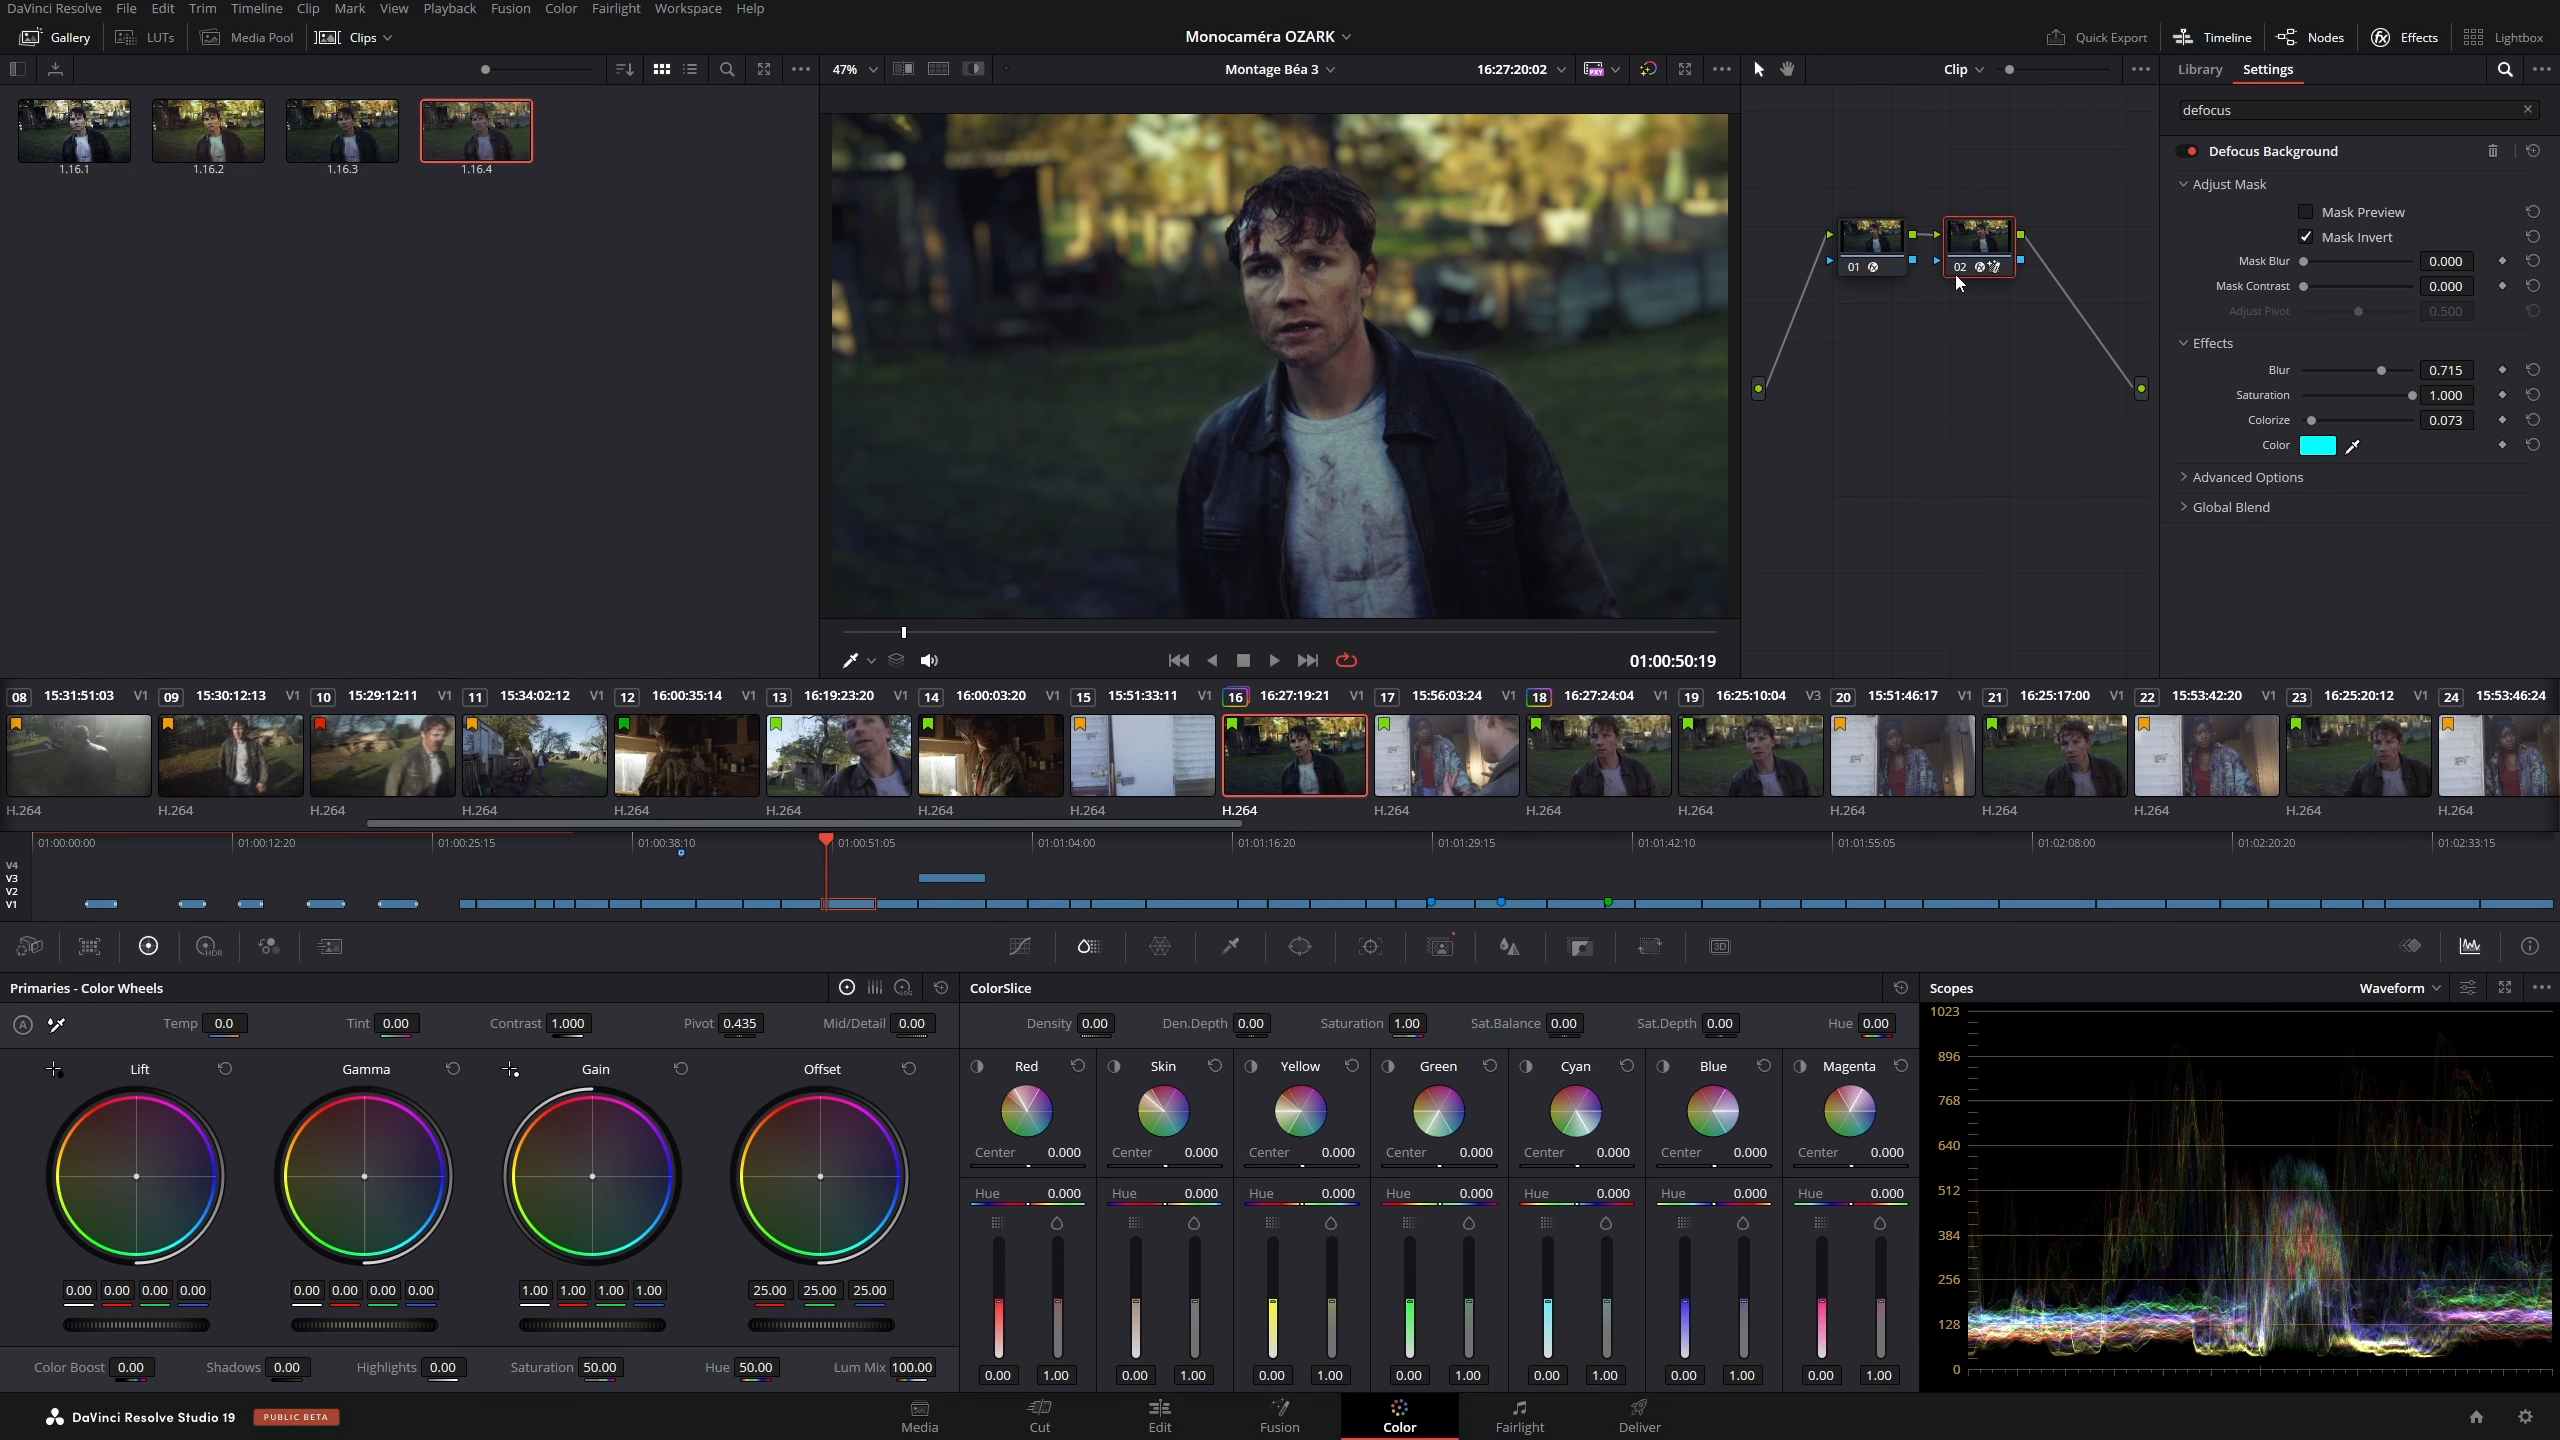 DaVinci Resolve File Edit Trim Timeline Clip Mark View Playback Fusion Color Fairlight Workspace Help
Gallery LUTs Media Pool Clips Monocaméra OZARK Quick Export Timeline Nodes Effects Lightbox
47% Montage Béa 3 16:27:20:02 Clip Library Settings
defocus
1.16.1 1.16.2 1.16.3 1.16.4
Defocus Background
Adjust Mask
Mask Preview
Mask Invert
Mask Blur 0.000
Mask Contrast 0.000
Adjust Pivot 0.500
01 02
Effects
Blur 0.715
Saturation 1.000
Colorize 0.073
Color
Advanced Options
Global Blend
01:00:50:19
08 15:31:51:03 V1 09 15:30:12:13 V1 10 15:29:12:11 V1 11 15:34:02:12 V1 12 16:00:35:14 V1 13 16:19:23:20 V1 14 16:00:03:20 V1 15 15:51:33:11 V1 16 16:27:19:21 V1 17 15:56:03:24 V1 18 16:27:24:04 V1 19 16:25:10:04 V3 20 15:51:46:17 V1 21 16:25:17:00 V1 22 15:53:42:20 V1 23 16:25:20:12 V1 24 15:53:46:24
H.264 H.264 H.264 H.264 H.264 H.264 H.264 H.264 H.264 H.264 H.264 H.264 H.264 H.264 H.264 H.264 H.264
01:00:00:00 01:00:12:20 01:00:25:15 01:00:38:10 01:00:51:05 01:01:04:00 01:01:16:20 01:01:29:15 01:01:42:10 01:01:55:05 01:02:08:00 01:02:20:20 01:02:33:15
V4
V3
V2
V1
HDR 3D
Primaries - Color Wheels LOG ColorSlice Scopes Waveform
A Temp 0.0 Tint 0.00 Contrast 1.000 Pivot 0.435 Mid/Detail 0.00 Density 0.00 Den.Depth 0.00 Saturation 1.00 Sat.Balance 0.00 Sat.Depth 0.00 Hue 0.00
Lift Gamma Gain Offset Red Skin Yellow Green Cyan Blue Magenta
Center 0.000 Center 0.000 Center 0.000 Center 0.000 Center 0.000 Center 0.000 Center 0.000
Hue 0.000 Hue 0.000 Hue 0.000 Hue 0.000 Hue 0.000 Hue 0.000 Hue 0.000
0.00 0.00 0.00 0.00 0.00 0.00 0.00 0.00 1.00 1.00 1.00 1.00 25.00 25.00 25.00
Color Boost 0.00 Shadows 0.00 Highlights 0.00 Saturation 50.00 Hue 50.00 Lum Mix 100.00
0.00 1.00 0.00 1.00 0.00 1.00 0.00 1.00 0.00 1.00 0.00 1.00 0.00 1.00
1023
896
768
640
512
384
256
128
0
DaVinci Resolve Studio 19 PUBLIC BETA Media Cut Edit Fusion Color Fairlight Deliver